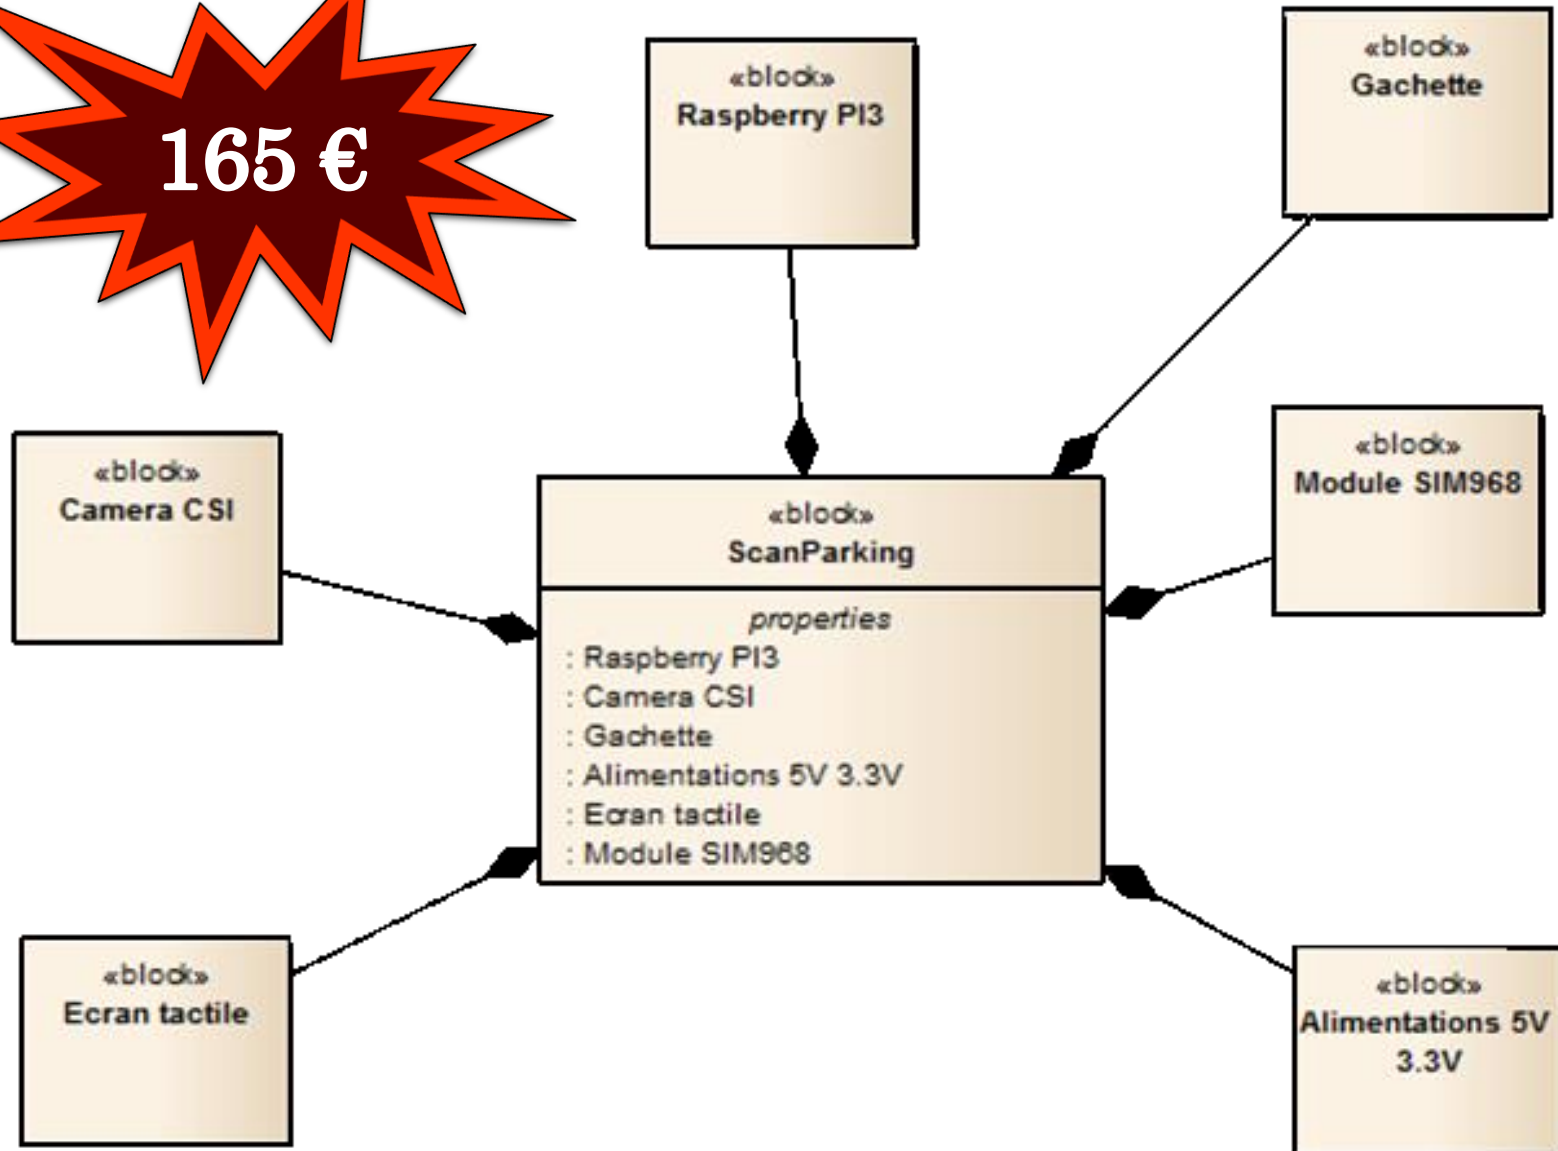 165 €
«block»
Raspberry PI3
«block»
Gachette
«block»
Camera CSI
«block»
ScanParking
properties
: Raspberry PI3
: Camera CSI
: Gachette
: Alimentations 5V 3.3V
: Ecran tactile
: Module SIM968
«block»
Module SIM968
«block»
Ecran tactile
«block»
Alimentations 5V
3.3V